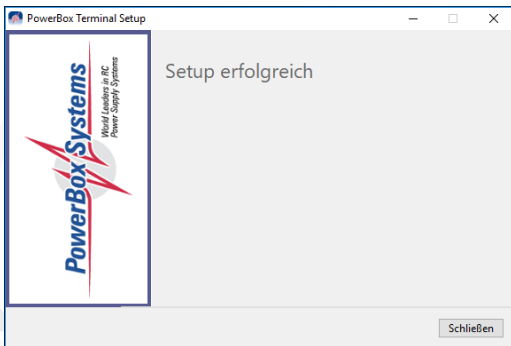 PowerBox Terminal Setup
PowerBox Systems
World Leaders in RC
Power Supply Systems
Setup erfolgreich
Schließen